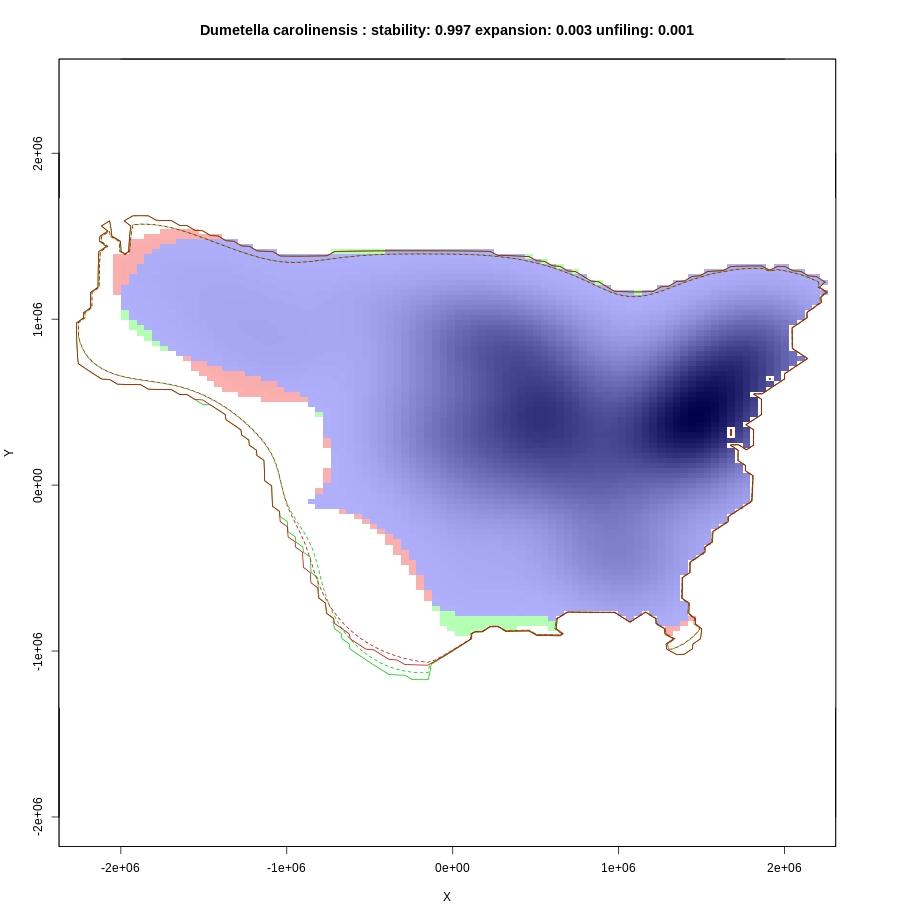 Dumetella carolinensis : stability: 0.997 expansion: 0.003 unfiling: 0.001
2e+06
1e+06
Y
0e+00
-1e+06
-2e+06
-2e+06 -1e+06 0e+00 1e+06 2e+06
X